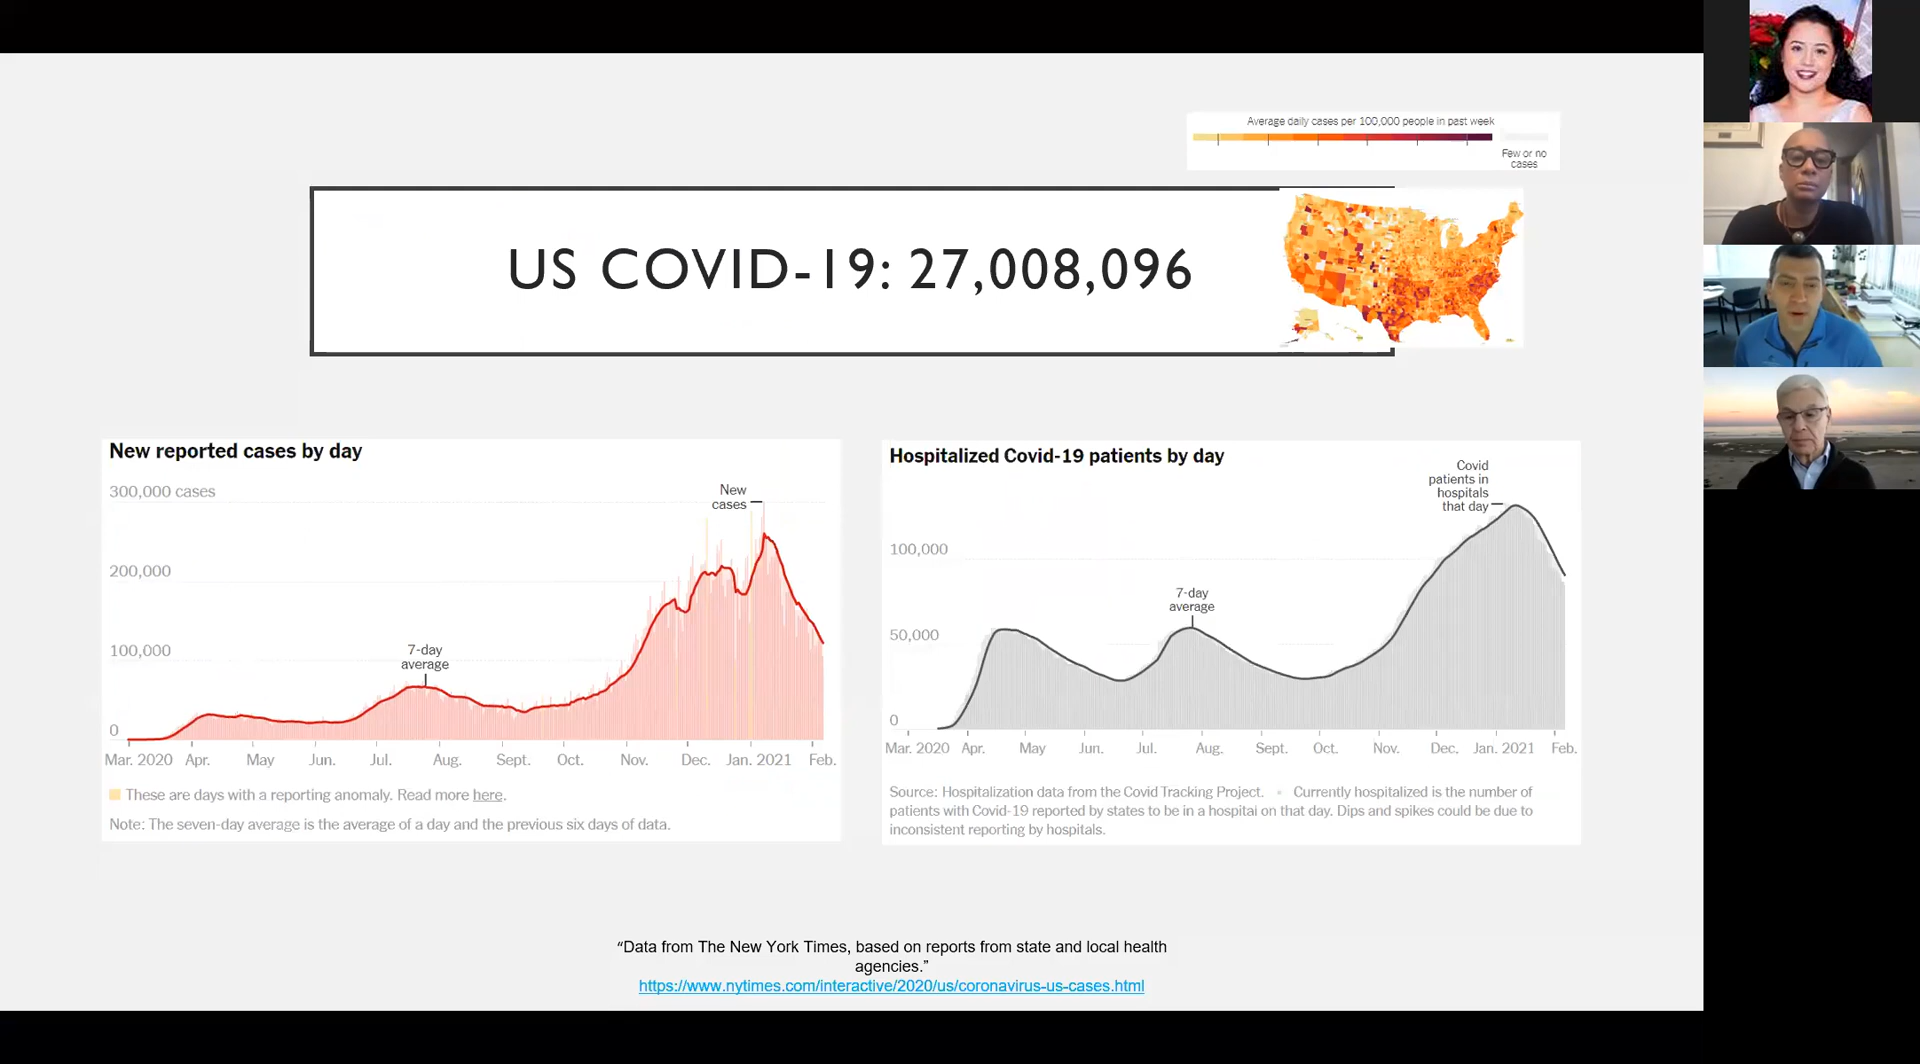 Average daily cases per 100,000 people in past week
Few or no
cases
US COVID-19: 27,008,096
New reported cases by day
300,000 cases
200,000
100,000
0
New
cases
7-day
average
Mar. 2020 Apr. May Jun. Jul. Aug. Sept. Oct. Nov. Dec. Jan. 2021 Feb.
These are days with a reporting anomaly. Read more here.
Note: The seven-day average is the average of a day and the previous six days of data.
Hospitalized Covid-19 patients by day
Covid
patients in
hospitals
that day
100,000
50,000
0
7-day
average
Mar. 2020 Apr. May Jun. Jul. Aug. Sept. Oct. Nov. Dec. Jan. 2021 Feb.
Source: Hospitalization data from the Covid Tracking Project. • Currently hospitalized is the number of
patients with Covid-19 reported by states to be in a hospital on that day. Dips and spikes could be due to
inconsistent reporting by hospitals.
“Data from The New York Times, based on reports from state and local health
agencies.”
https://www.nytimes.com/interactive/2020/us/coronavirus-us-cases.html